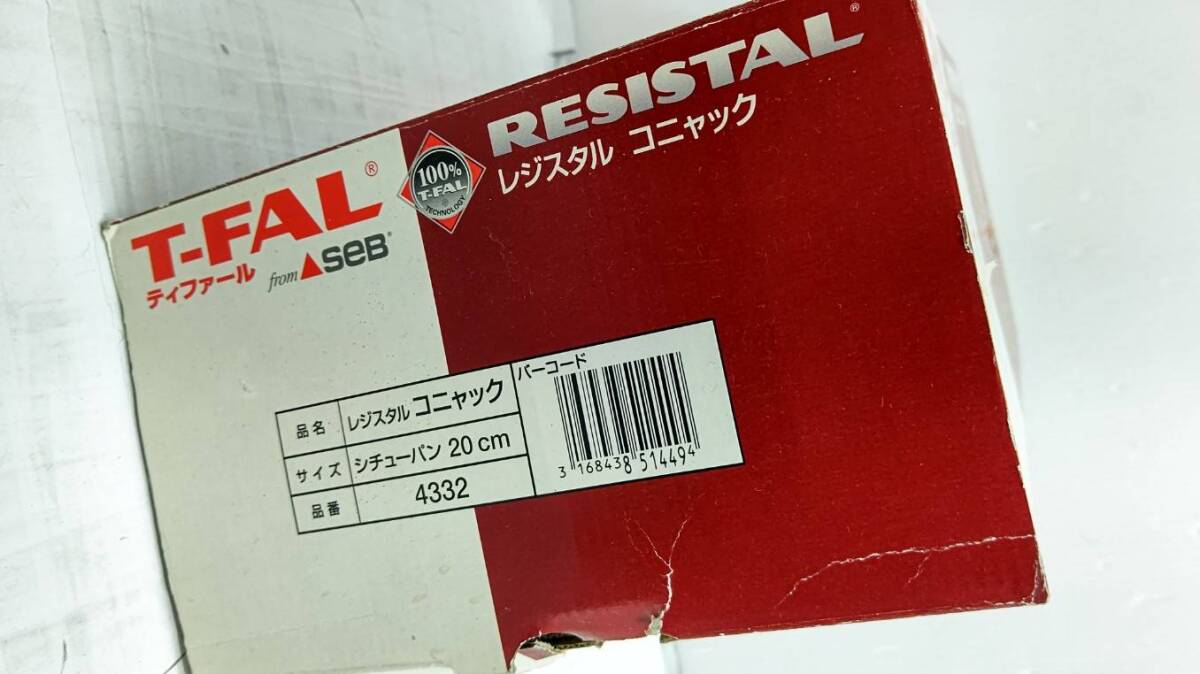 T-FAL®
ティファール from SEB®
100%
T-FAL
®
TECHNOLOGY
RESISTAL®
レジスタル コニャック
品名 レジスタル コニャック
サイズ シチューパン 20cm
品番 4332
バーコード
3 168438 514494